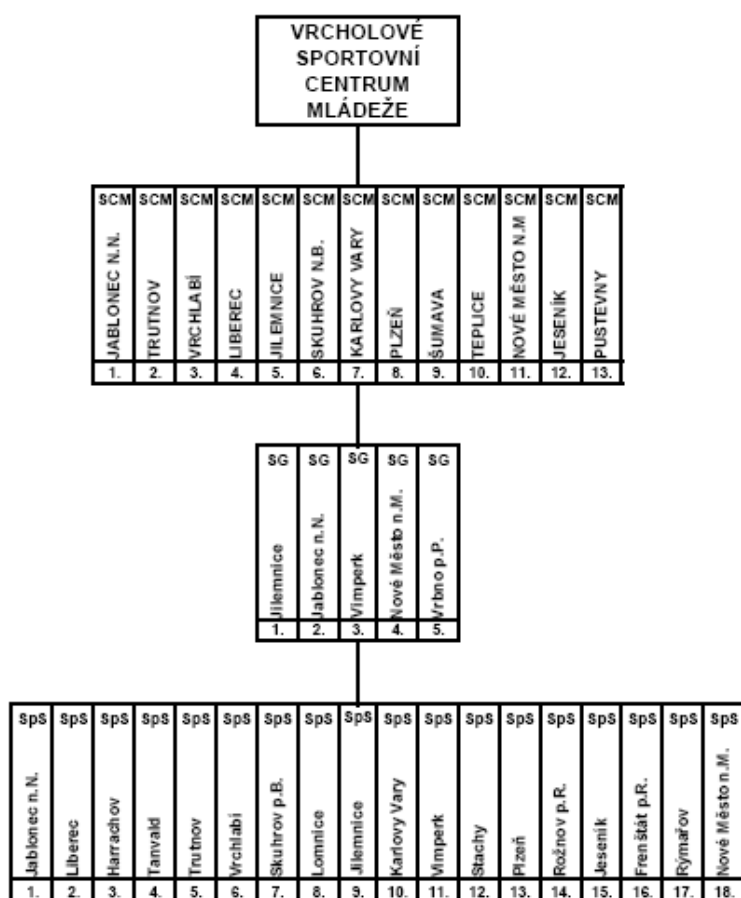 VRCHOLOVÉ
SPORTOVNÍ
CENTRUM
MLÁDEŽE
SCM SCM SCM SCM SCM SCM SCM SCM SCM SCM SCM SCM SCM
JABLONEC N.N.
TRUTNOV
VRCHLABÍ
LIBEREC
JILEMNICE
SKUHROV N.B.
KARLOVY VARY
PLZEŇ
ŠUMAVA
TEPLICE
NOVÉ MĚSTO N.M
JESENÍK
PUSTEVNY
1. 2. 3. 4. 5. 6. 7. 8. 9. 10. 11. 12. 13.
SG SG SG SG SG
Jilemnice
Jablonec n.N.
Vimperk
Nové Město n.M.
Vrbno p.P.
1. 2. 3. 4. 5.
SpS SpS SpS SpS SpS SpS SpS SpS SpS SpS SpS SpS SpS SpS SpS SpS SpS SpS
Jablonec n.N.
Liberec
Harrachov
Tanvald
Trutnov
Vrchlabí
Skuhrov p.B.
Lomnice
Jilemnice
Karlovy Vary
Vimperk
Stachy
Plzeň
Rožnov p.R.
Jeseník
Frenštát p.R.
Rýmařov
Nové Město n.M.
1. 2. 3. 4. 5. 6. 7. 8. 9. 10. 11. 12. 13. 14. 15. 16. 17. 18.